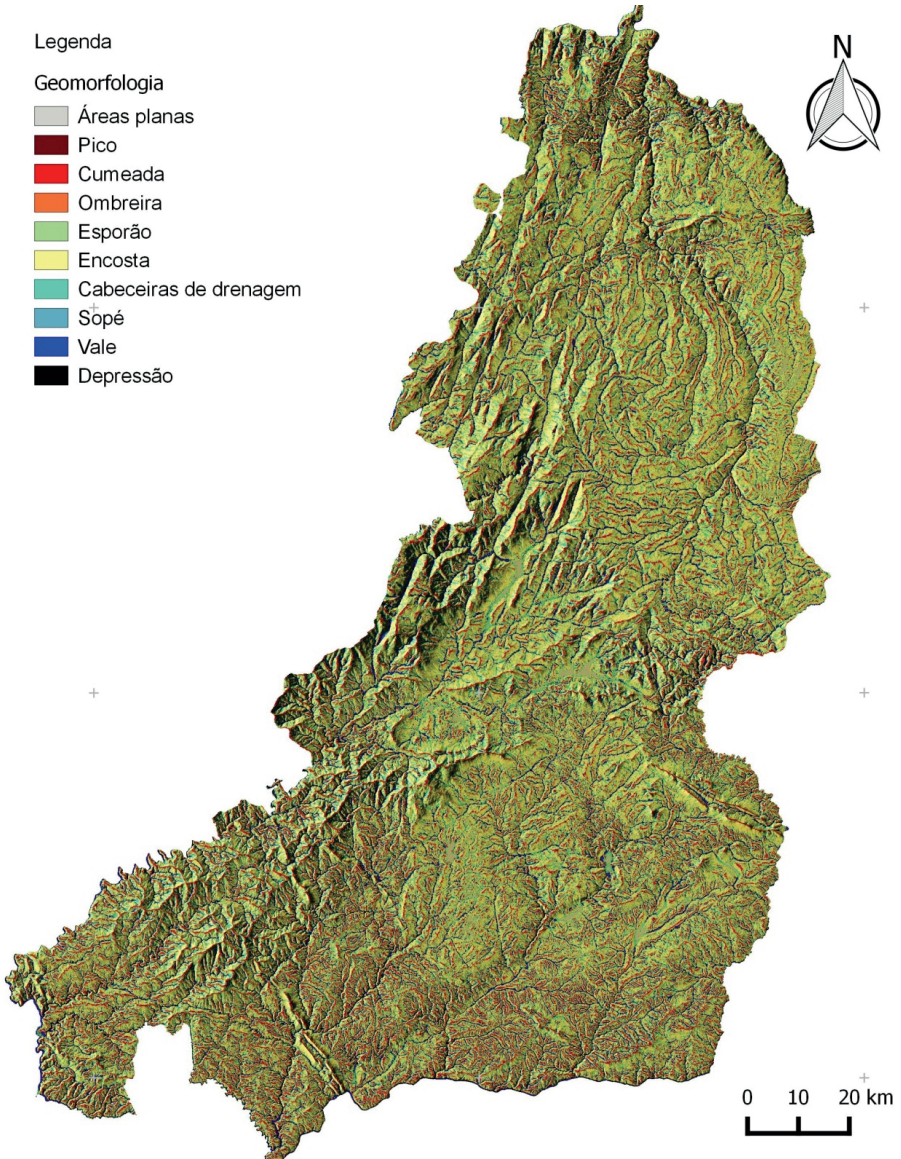 Legenda
N
Geomorfologia
Áreas planas
Pico
Cumeada
Ombreira
Esporão
Encosta
Cabeceiras de drenagem
Sopé
Vale
Depressão
0 10 20 km